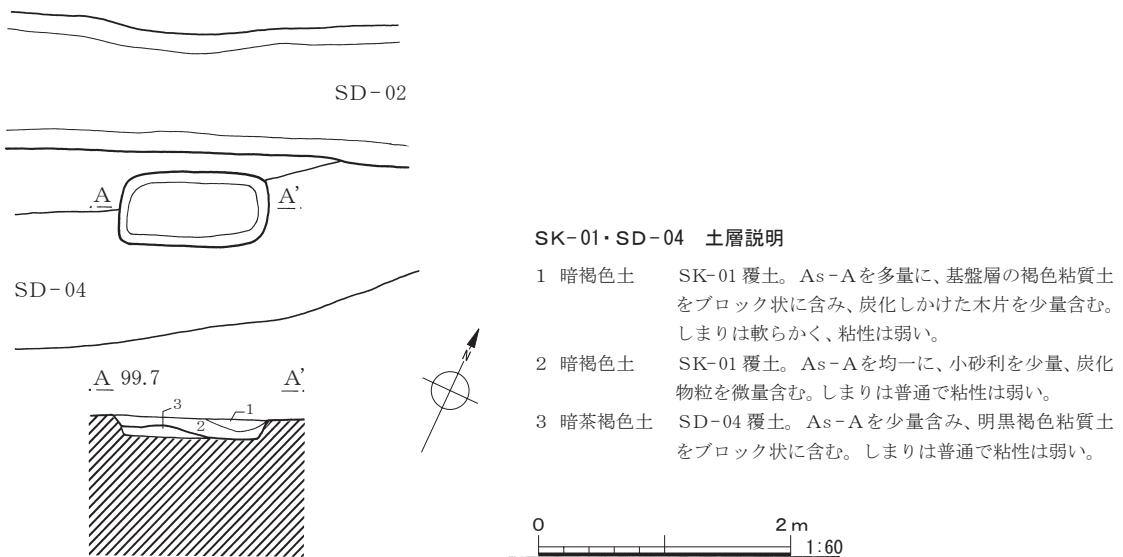 SD-02
A A'
SD-04
N
A 99.7 A'
3
1
2
SK-01・SD-04 土層説明
1 暗褐色土 SK-01 覆土。As-Aを多量に、基盤層の褐色粘質土
をブロック状に含み、炭化しかけた木片を少量含む。
しまりは軟らかく、粘性は弱い。
2 暗褐色土 SK-01 覆土。As-Aを均一に、小砂利を少量、炭化
物粒を微量含む。しまりは普通で粘性は弱い。
3 暗茶褐色土 SD-04 覆土。As-Aを少量含み、明黒褐色粘質土
をブロック状に含む。しまりは普通で粘性は弱い。
0 2m
1:60